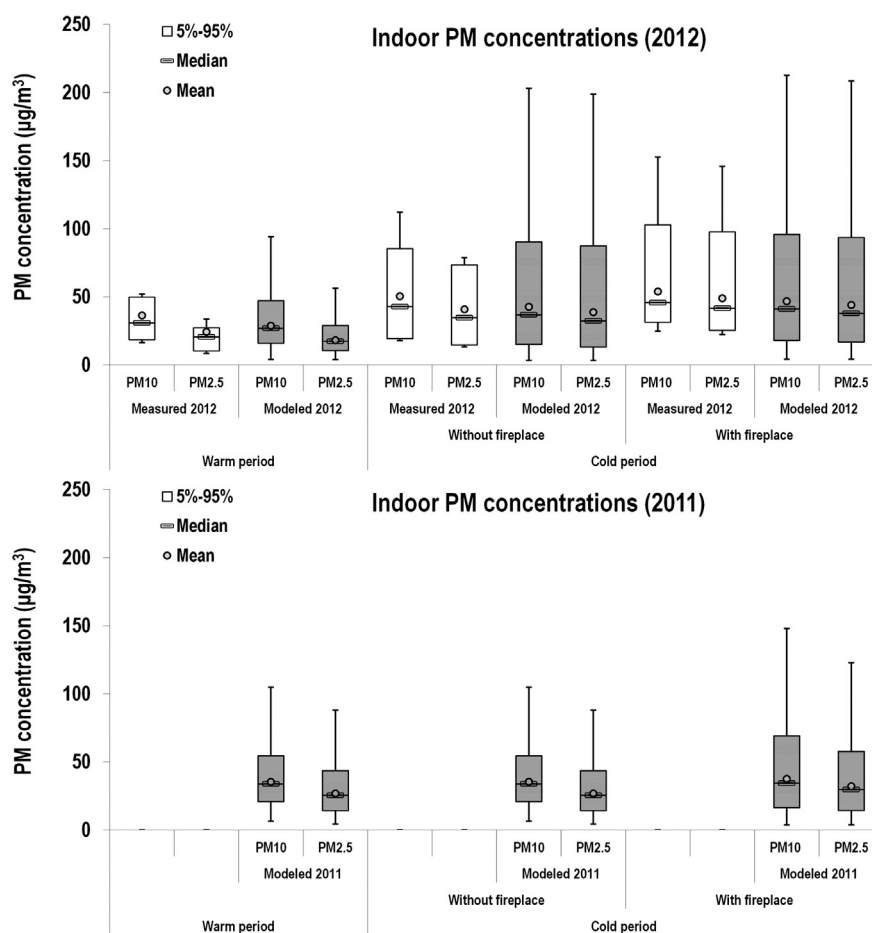 Indoor PM concentrations (2012)
5%-95%
Median
Mean
PM concentration (µg/m³)
250
200
150
100
50
0
PM10 PM2.5 PM10 PM2.5 PM10 PM2.5 PM10 PM2.5 PM10 PM2.5 PM10 PM2.5
Measured 2012 Modeled 2012 Measured 2012 Modeled 2012 Measured 2012 Modeled 2012
Without fireplace With fireplace
Warm period Cold period
Indoor PM concentrations (2011)
5%-95%
Median
Mean
PM concentration (µg/m³)
250
200
150
100
50
0
PM10 PM2.5 PM10 PM2.5 PM10 PM2.5
Modeled 2011 Modeled 2011 Modeled 2011
Without fireplace With fireplace
Warm period Cold period